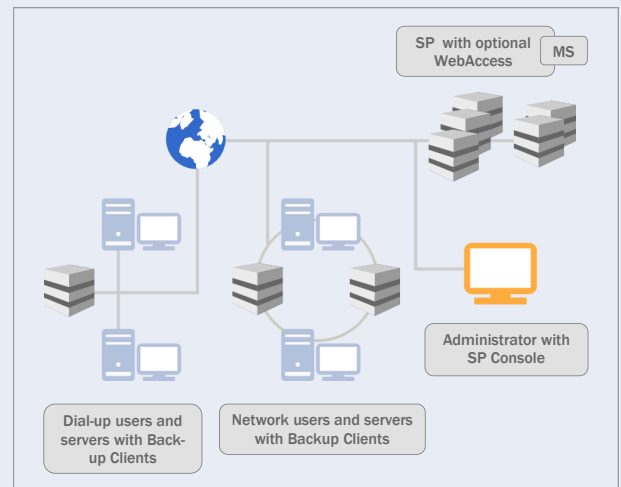 SP with optional
WebAccess
MS
Administrator with
SP Console
Dial-up users and
servers with Back-
up Clients
Network users and servers
with Backup Clients